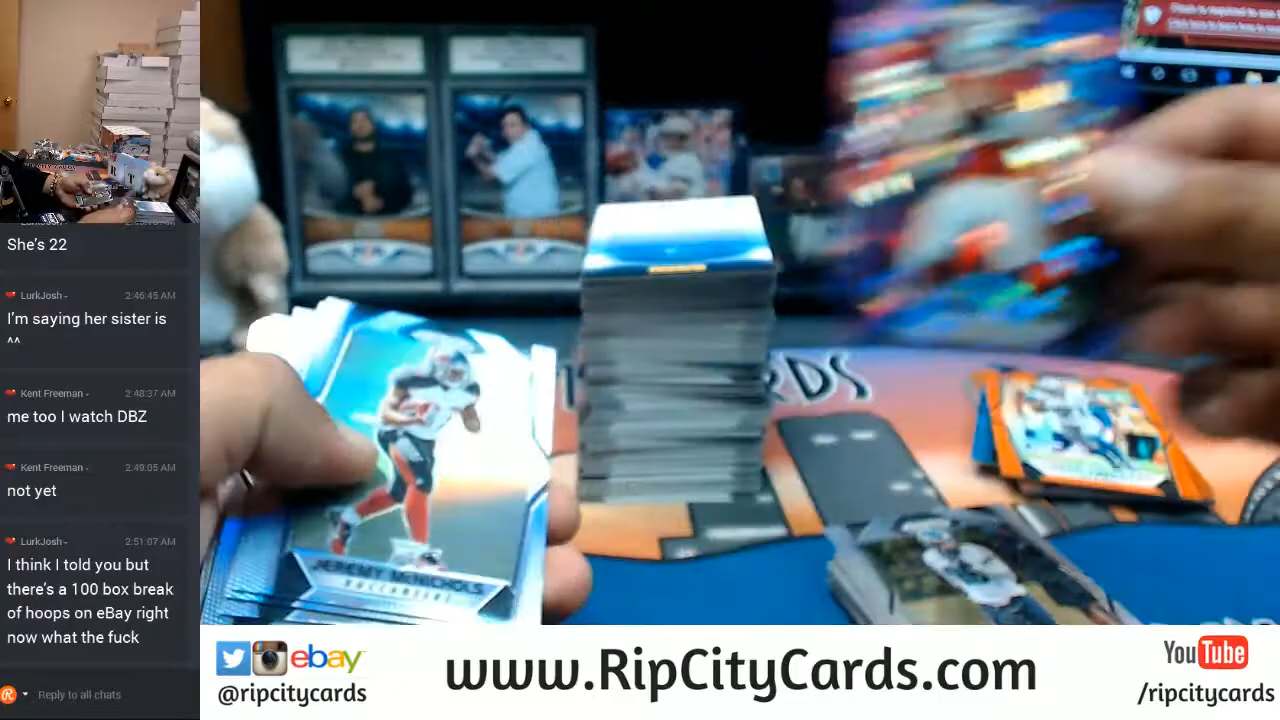 She's 22
LurkJosh - 2:46:45 AM
I'm saying her sister is
^^
Kent Freeman - 2:48:37 AM
me too I watch DBZ
Kent Freeman - 2:49:05 AM
not yet
LurkJosh - 2:51:07 AM
I think I told you but
there's a 100 box break
of hoops on eBay right
now what the fuck
Reply to all chats
RDS
JEREMY McNICHOLS
BUCCANEERS
ebay
@ripcitycards
www.RipCityCards.com
YouTube
/ripcitycards